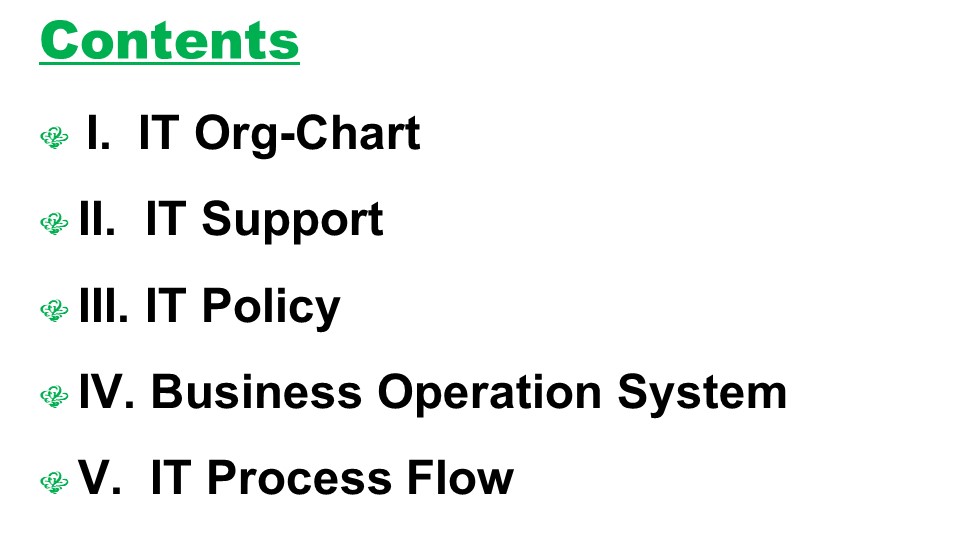 Contents
I. IT Org-Chart
II. IT Support
III. IT Policy
IV. Business Operation System
V. IT Process Flow